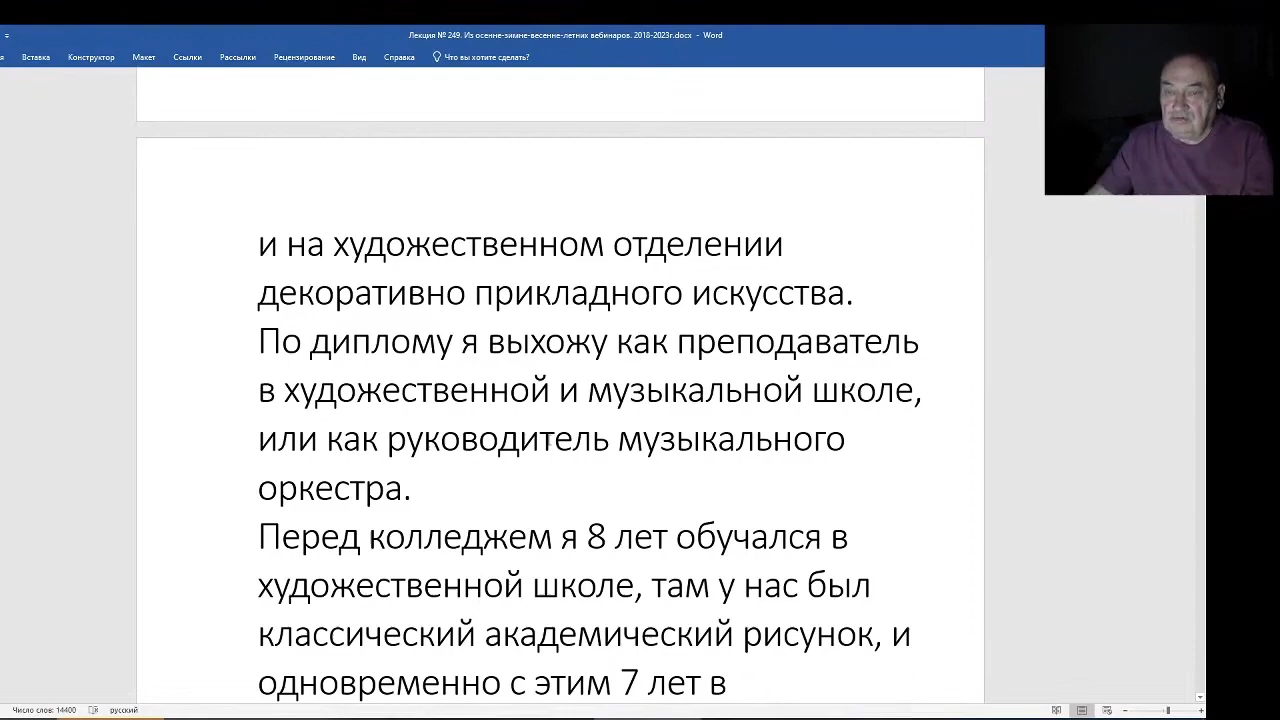 Лекция № 249. Из осенне-зимне-весенне-летних вебинаров. 2018-2023г.docx - Word
я Вставка Конструктор Макет Ссылки Рассылки Рецензирование Вид Справка Что вы хотите сделать?
и на художественном отделении
декоративно прикладного искусства.
По диплому я выхожу как преподаватель
в художественной и музыкальной школе,
или как руководитель музыкального
оркестра.
Перед колледжем я 8 лет обучался в
художественной школе, там у нас был
классический академический рисунок, и
одновременно с этим 7 лет в
Число слов: 14400 русский